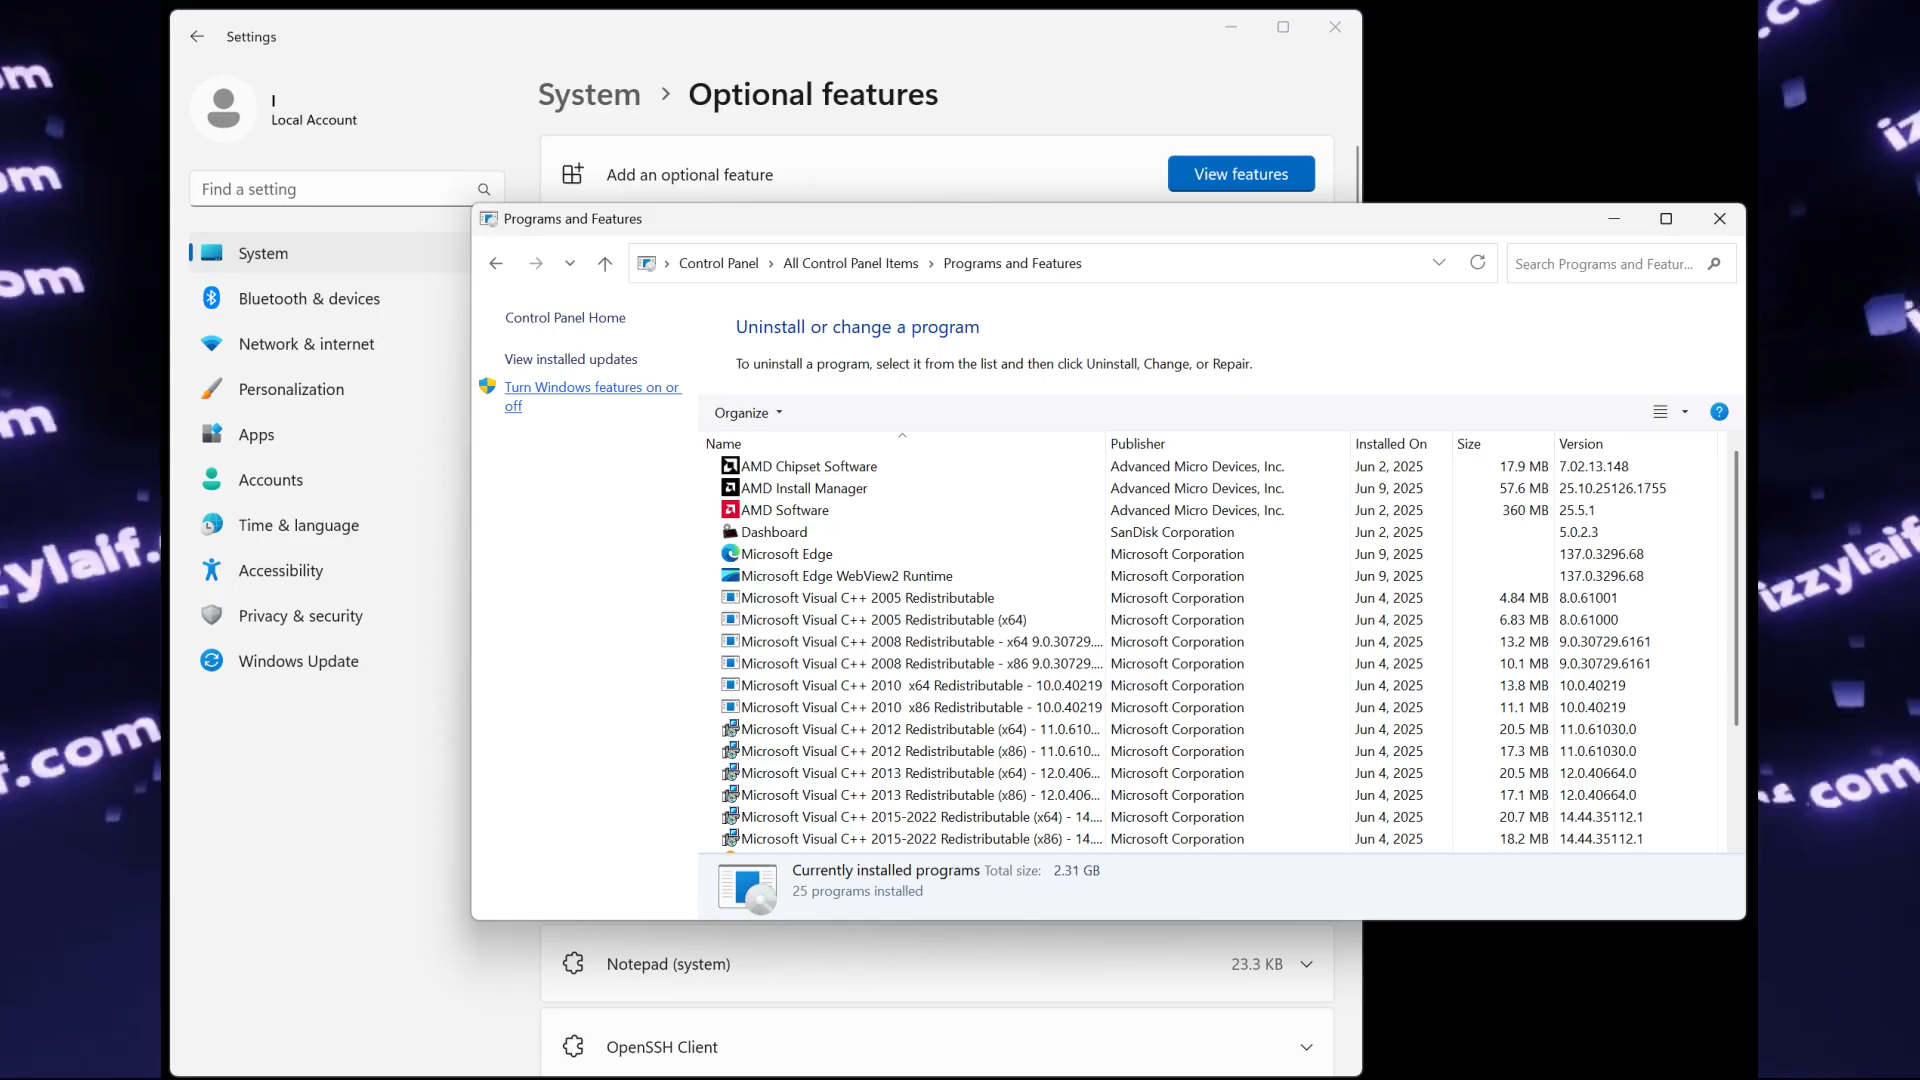 Settings
I
Local Account
Find a setting
System
Bluetooth & devices
Network & internet
Personalization
Apps
Accounts
Time & language
Accessibility
Privacy & security
Windows Update
System > Optional features
Add an optional feature
View features
Programs and Features
Control Panel > All Control Panel Items > Programs and Features
Search Programs and Featur...
Control Panel Home
View installed updates
Turn Windows features on or
off
Uninstall or change a program
To uninstall a program, select it from the list and then click Uninstall, Change, or Repair.
Organize
Name Publisher Installed On Size Version
AMD Chipset Software Advanced Micro Devices, Inc. Jun 2, 2025 17.9 MB 7.02.13.148
AMD Install Manager Advanced Micro Devices, Inc. Jun 9, 2025 57.6 MB 25.10.25126.1755
AMD Software Advanced Micro Devices, Inc. Jun 2, 2025 360 MB 25.5.1
Dashboard SanDisk Corporation Jun 2, 2025 5.0.2.3
Microsoft Edge Microsoft Corporation Jun 9, 2025 137.0.3296.68
Microsoft Edge WebView2 Runtime Microsoft Corporation Jun 9, 2025 137.0.3296.68
Microsoft Visual C++ 2005 Redistributable Microsoft Corporation Jun 4, 2025 4.84 MB 8.0.61001
Microsoft Visual C++ 2005 Redistributable (x64) Microsoft Corporation Jun 4, 2025 6.83 MB 8.0.61000
Microsoft Visual C++ 2008 Redistributable - x64 9.0.30729.... Microsoft Corporation Jun 4, 2025 13.2 MB 9.0.30729.6161
Microsoft Visual C++ 2008 Redistributable - x86 9.0.30729.... Microsoft Corporation Jun 4, 2025 10.1 MB 9.0.30729.6161
Microsoft Visual C++ 2010  x64 Redistributable - 10.0.40219 Microsoft Corporation Jun 4, 2025 13.8 MB 10.0.40219
Microsoft Visual C++ 2010  x86 Redistributable - 10.0.40219 Microsoft Corporation Jun 4, 2025 11.1 MB 10.0.40219
Microsoft Visual C++ 2012 Redistributable (x64) - 11.0.610... Microsoft Corporation Jun 4, 2025 20.5 MB 11.0.61030.0
Microsoft Visual C++ 2012 Redistributable (x86) - 11.0.610... Microsoft Corporation Jun 4, 2025 17.3 MB 11.0.61030.0
Microsoft Visual C++ 2013 Redistributable (x64) - 12.0.406... Microsoft Corporation Jun 4, 2025 20.5 MB 12.0.40664.0
Microsoft Visual C++ 2013 Redistributable (x86) - 12.0.406... Microsoft Corporation Jun 4, 2025 17.1 MB 12.0.40664.0
Microsoft Visual C++ 2015-2022 Redistributable (x64) - 14.... Microsoft Corporation Jun 4, 2025 20.7 MB 14.44.35112.1
Microsoft Visual C++ 2015-2022 Redistributable (x86) - 14.... Microsoft Corporation Jun 4, 2025 18.2 MB 14.44.35112.1
Currently installed programs Total size: 2.31 GB
25 programs installed
Notepad (system) 23.3 KB
OpenSSH Client
om
om
om
om
zylaif.
f.com
.co
iz
izzylaif
.com